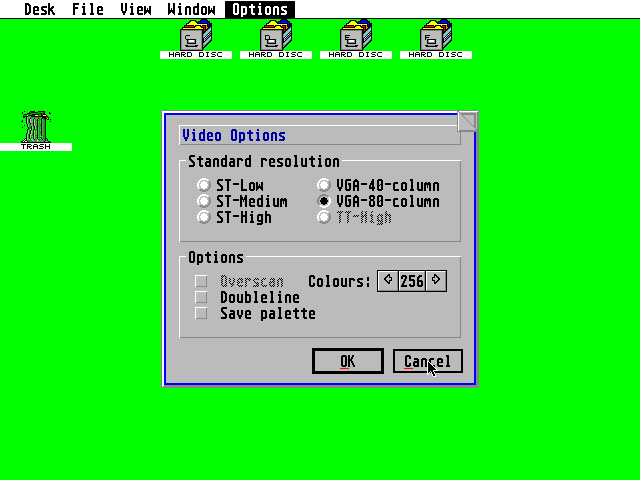 Desk File View Window Options
HARD DISC HARD DISC HARD DISC HARD DISC
TRASH
Video Options
Standard resolution
ST-Low VGA-40-column
ST-Medium VGA-80-column
ST-High TT-High
Options
Overscan Colours: 256
Doubleline
Save palette
OK Cancel